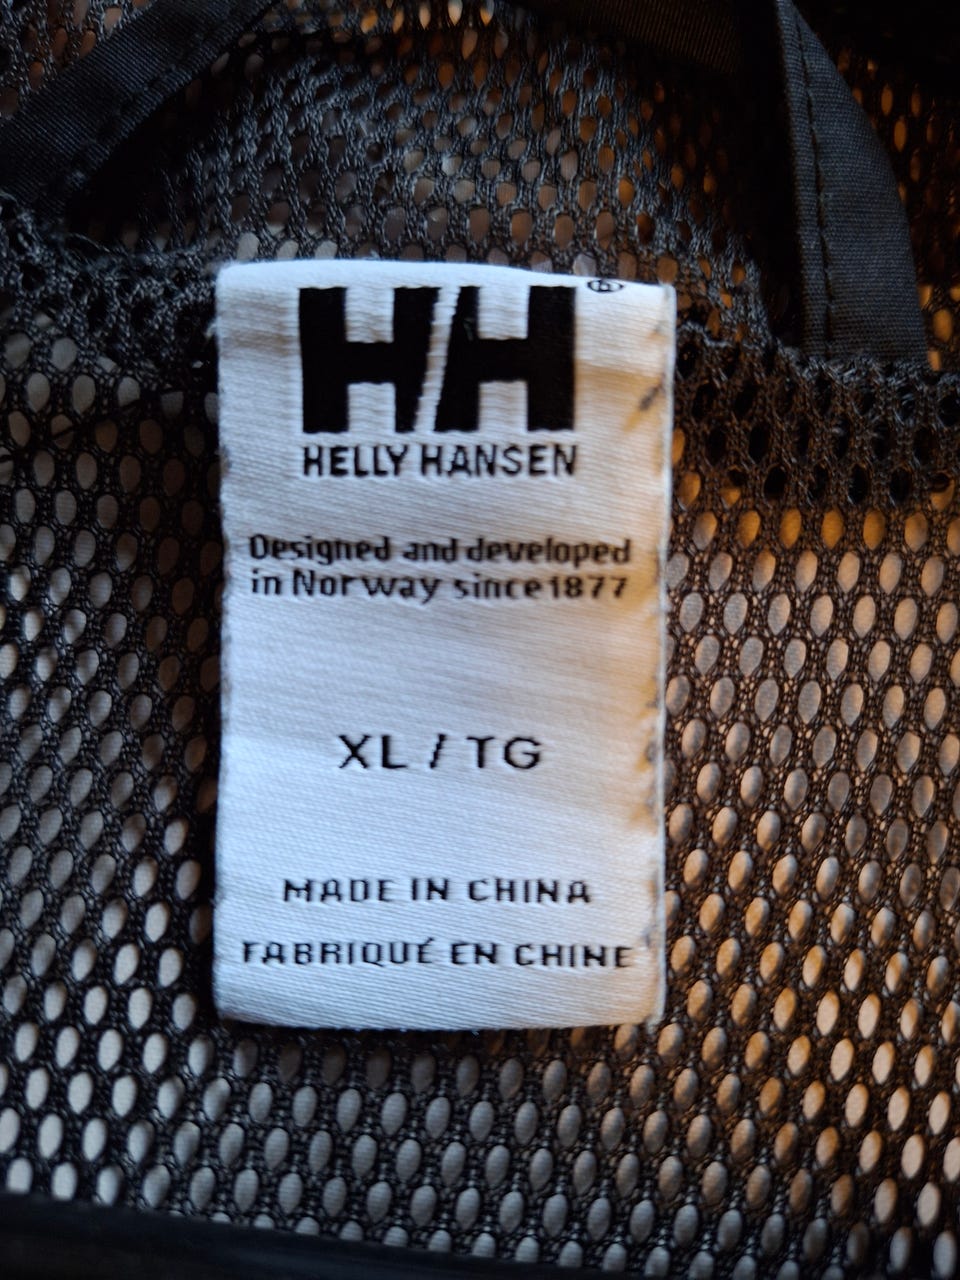 HH®
HELLY HANSEN
Designed and developed
in Norway since 1877
XL / TG
MADE IN CHINA
FABRIQUÉ EN CHINE